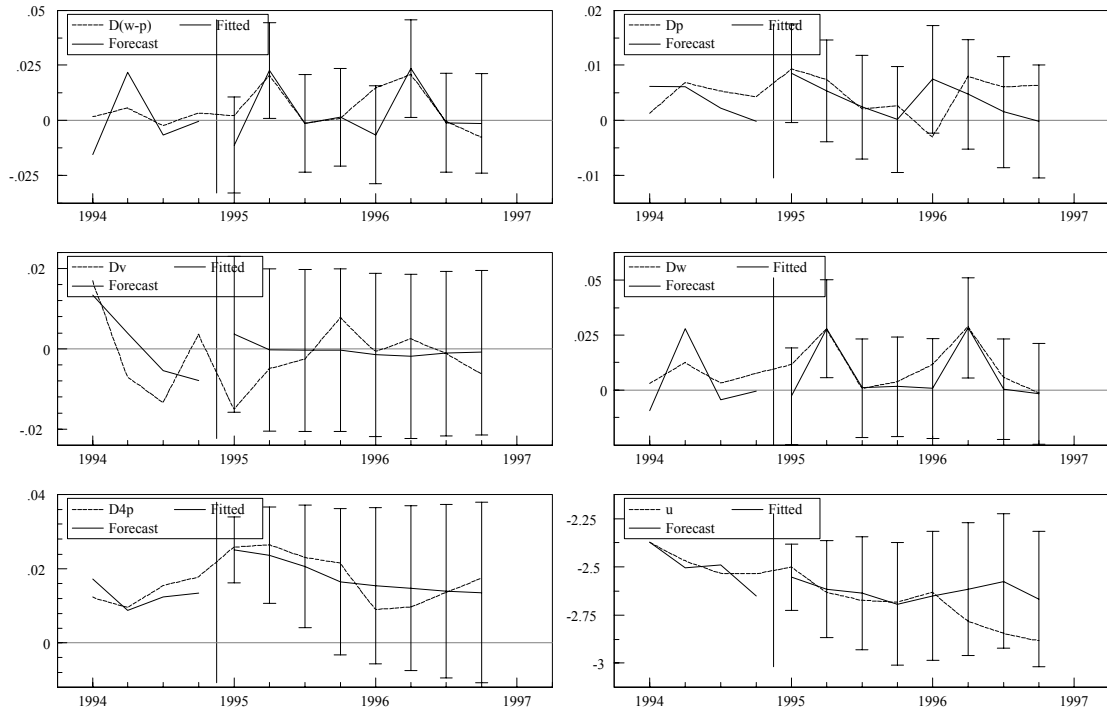 .05
D(w-p) Fitted
Forecast
.025
0
-.025
1994 1995 1996 1997
.02
Dp Fitted
Forecast
.01
0
-.01
1994 1995 1996 1997
.02
Dv Fitted
Forecast
0
-.02
1994 1995 1996 1997
.05
Dw Fitted
Forecast
.025
0
1994 1995 1996 1997
.04
D4p Fitted
Forecast
.02
0
1994 1995 1996 1997
-2.25
u Fitted
Forecast
-2.5
-2.75
-3
1994 1995 1996 1997